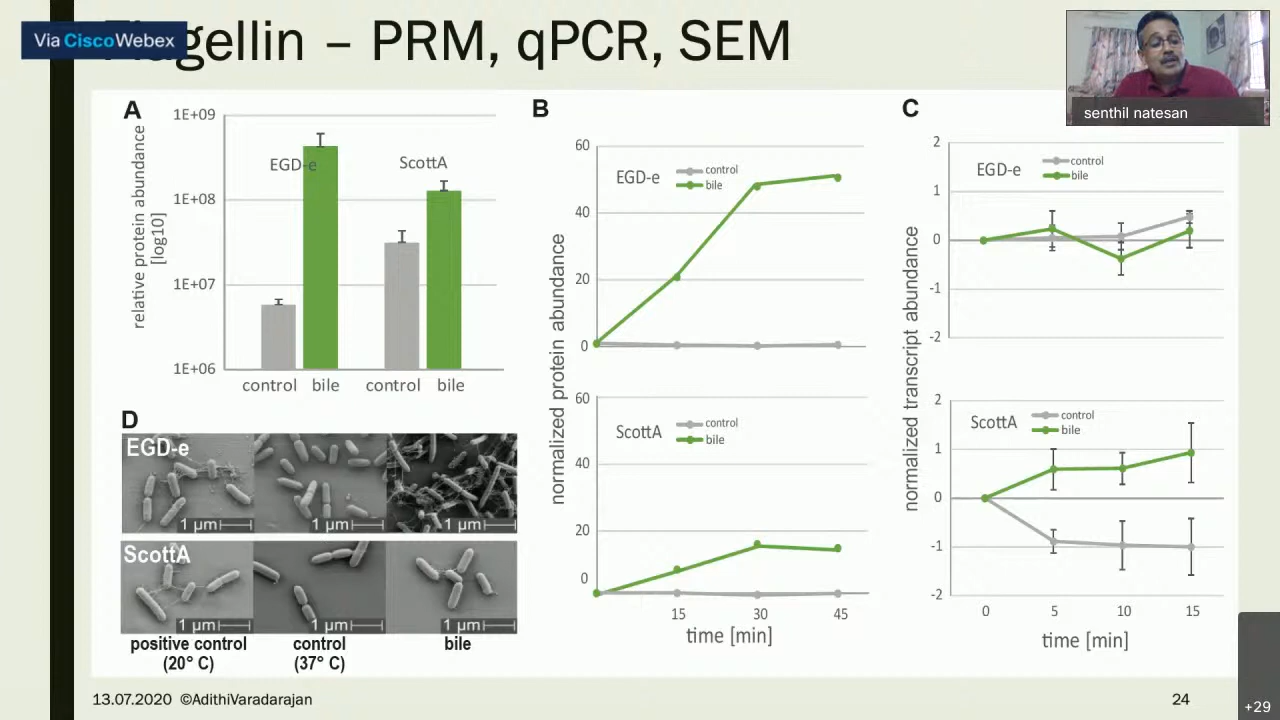 Via Cisco Webex
gellin – PRM, qPCR, SEM
senthil natesan
A
relative protein abundance
[log10]
1E+09
1E+08
1E+07
1E+06
EGD-e
ScottA
control bile control bile
B
normalized protein abundance
60
40
20
0
EGD-e
control
bile
60
40
20
0
ScottA
control
bile
15 30 45
time [min]
C
normalized transcript abundance
2
1
0
-1
-2
EGD-e
control
bile
2
1
0
-1
-2
ScottA
control
bile
0 5 10 15
time [min]
D
EGD-e
1 µm 1 µm 1 µm
ScottA
1 µm 1 µm 1 µm
positive control control bile
(20° C) (37° C)
13.07.2020 ©AdithiVaradarajan
24
+29